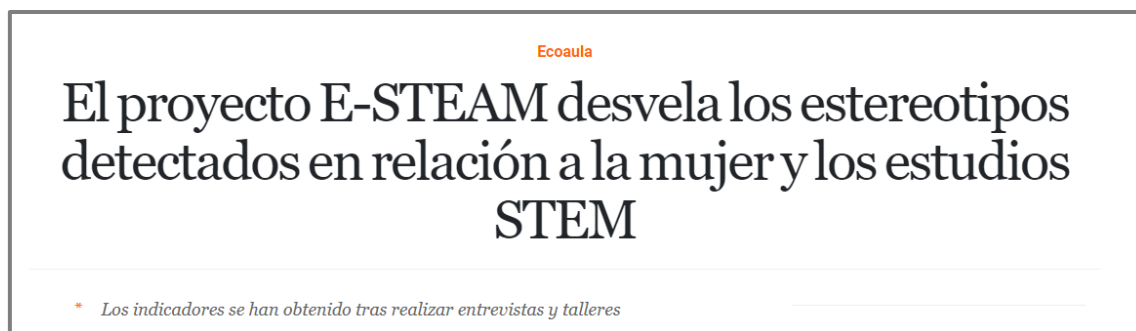 Ecoaula
El proyecto E-STEAM desvela los estereotipos
detectados en relación a la mujer y los estudios
STEM
* Los indicadores se han obtenido tras realizar entrevistas y talleres